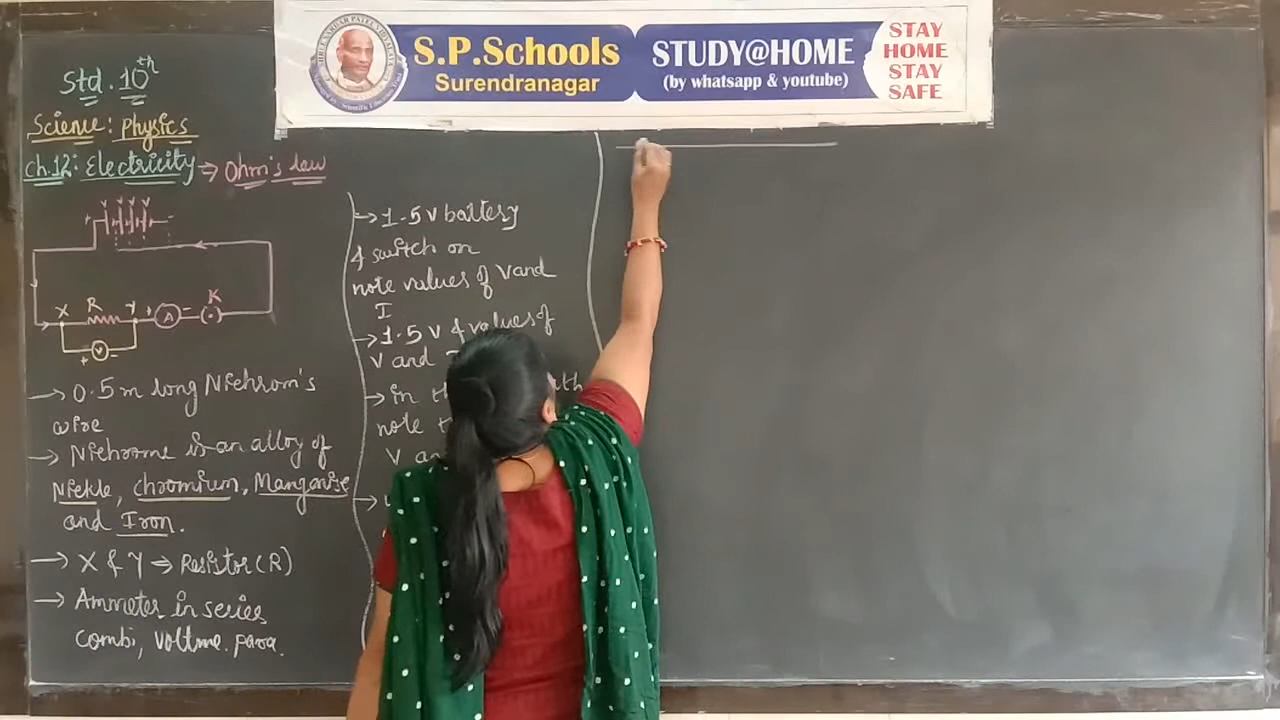 S.P.Schools
Surendranagar
STUDY@HOME
(by whatsapp & youtube)
STAY
HOME
STAY
SAFE
Std. 10th
Science: Physics
Ch.12: Electricity → Ohm's law
X R Y + A - K
+ V -
→ 0.5 m long Nichrom's
wire
→ Nichrome is an alloy of
Nickle, chromium, Manganise
and Iron.
→ X & Y ⇒ Resistor (R)
→ Ammeter in series
combi, voltme. para.
→ 1.5 V battery
& switch on
note values of V and
I
→ 1.5 V & values of
V and
→ in
note
V